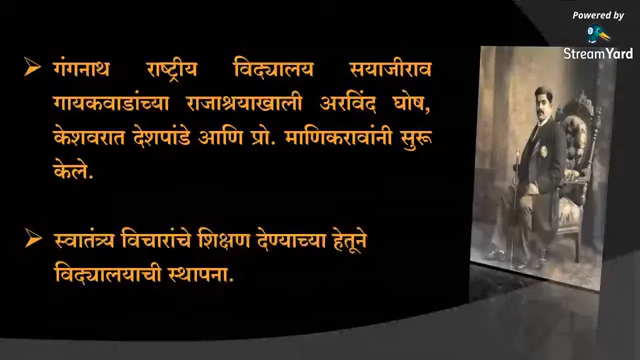 Powered by
StreamYard
गंगनाथ राष्ट्रीय विद्यालय सयाजीराव
गायकवाडांच्या राजाश्रयाखाली अरविंद घोष,
केशवरात देशपांडे आणि प्रो. माणिकरावांनी सुरू
केले.
स्वातंत्र्य विचारांचे शिक्षण देण्याच्या हेतूने
विद्यालयाची स्थापना.